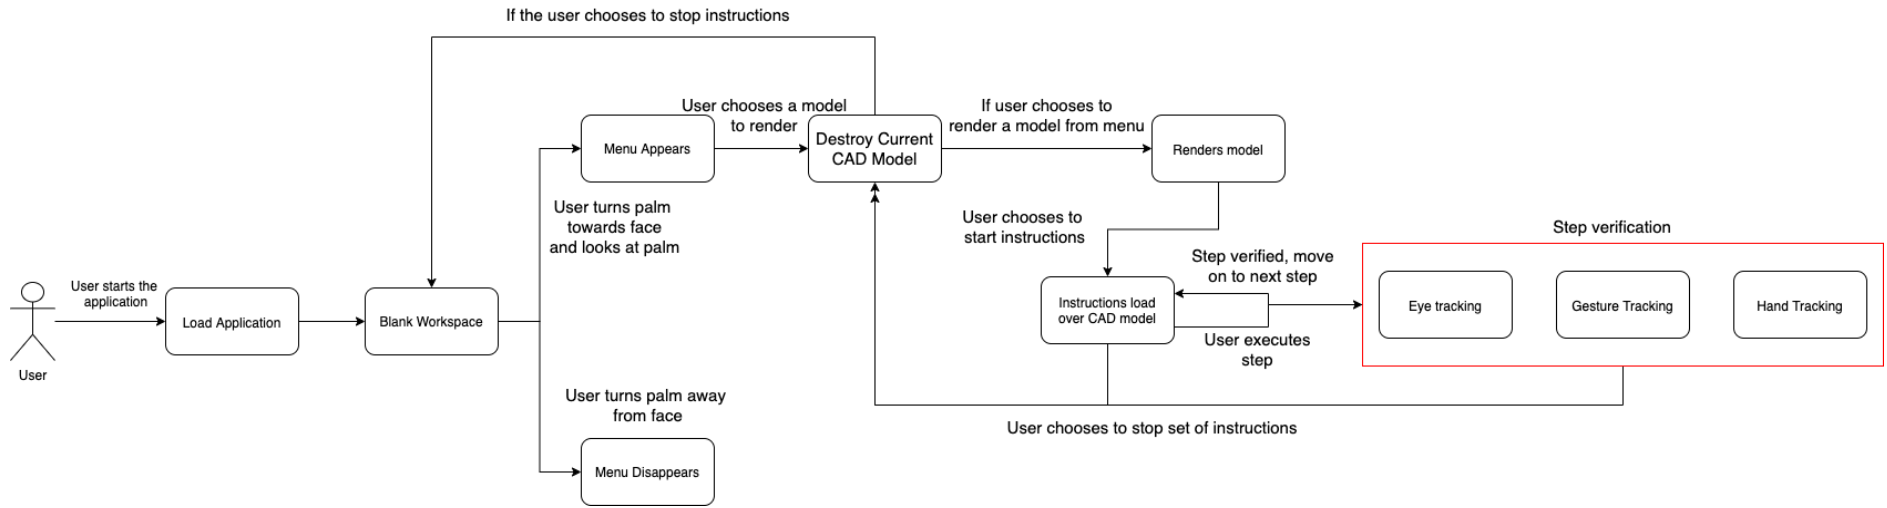 If the user chooses to stop instructions
User chooses a model
to render
If user chooses to
render a model from menu
Menu Appears
Destroy Current
CAD Model
Renders model
User turns palm
towards face
and looks at palm
User chooses to
start instructions
Step verification
Step verified, move
on to next step
User starts the
application
Load Application
Blank Workspace
Instructions load
over CAD model
Eye tracking
Gesture Tracking
Hand Tracking
User executes
step
User
User turns palm away
from face
User chooses to stop set of instructions
Menu Disappears